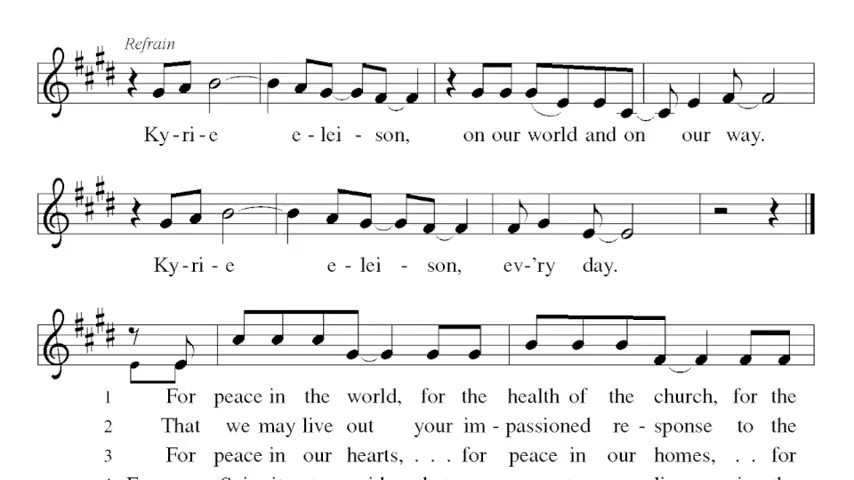 Refrain
Ky-ri-e e-lei-son, on our world and on our way.
Ky-ri-e e-lei-son, ev-'ry day.
1 For peace in the world, for the health of the church, for the
2 That we may live out your im-passioned re-sponse to the
3 For peace in our hearts, . . . for peace in our homes, . . for